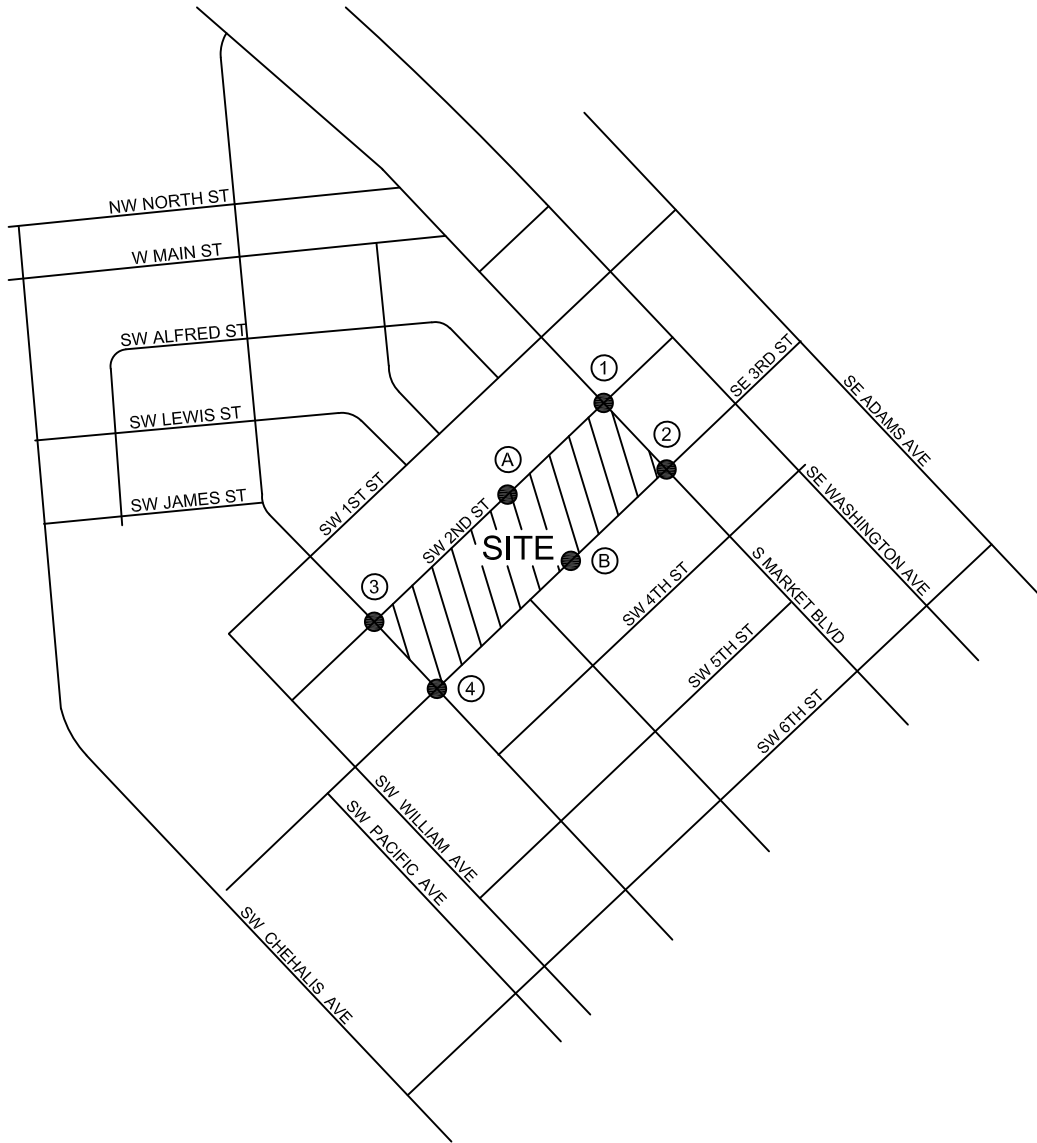 NW NORTH ST
W MAIN ST
SW ALFRED ST
SE 3RD ST
1
SE ADAMS AVE
SW LEWIS ST
2
A
SW 1ST ST
SW JAMES ST
SW 2ND ST
SE WASHINGTON AVE
SITE
B
S MARKET BLVD
SW 4TH ST
3
SW 5TH ST
4
SW 6TH ST
SW WILLIAM AVE
SW PACIFIC AVE
SW CHEHALIS AVE